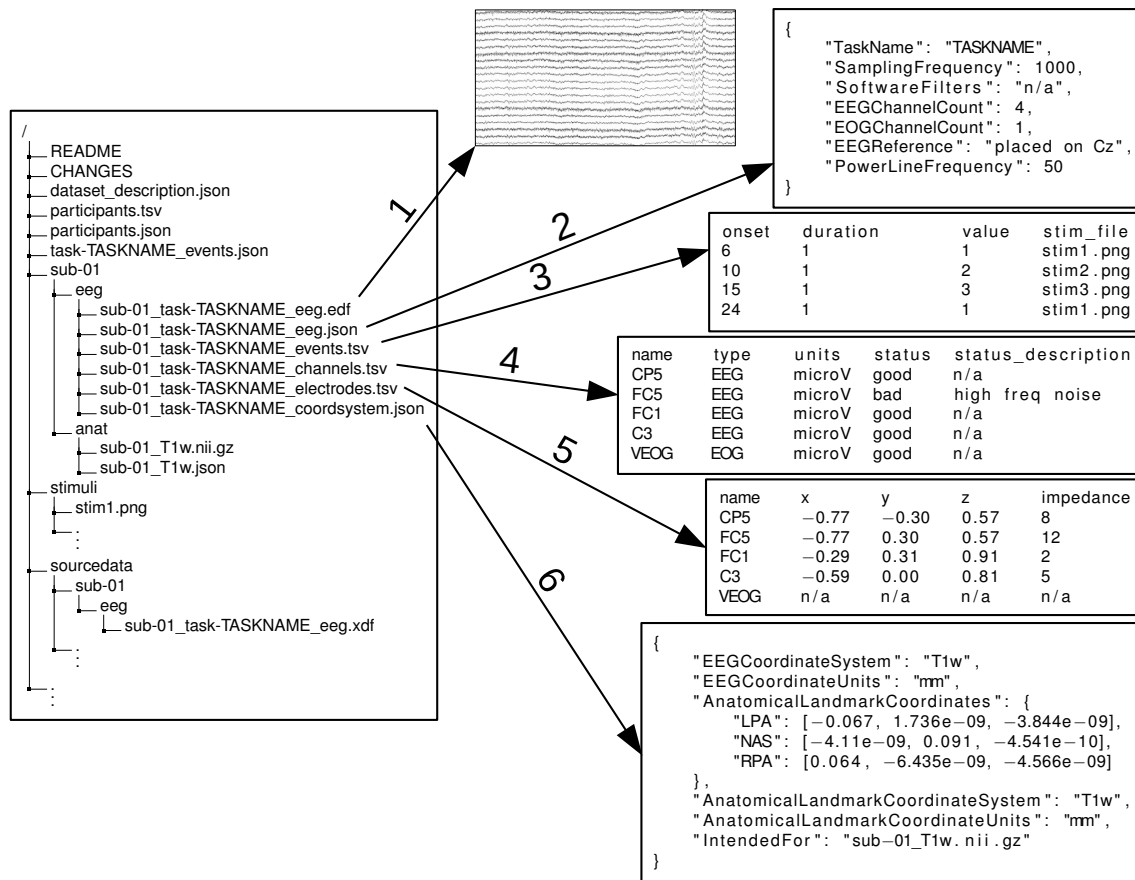 /
README
CHANGES
dataset_description.json
participants.tsv
participants.json
task-TASKNAME_events.json
sub-01
eeg
sub-01_task-TASKNAME_eeg.edf
sub-01_task-TASKNAME_eeg.json
sub-01_task-TASKNAME_events.tsv
sub-01_task-TASKNAME_channels.tsv
sub-01_task-TASKNAME_electrodes.tsv
sub-01_task-TASKNAME_coordsystem.json
anat
sub-01_T1w.nii.gz
sub-01_T1w.json
stimuli
stim1.png
:
sourcedata
sub-01
eeg
sub-01_task-TASKNAME_eeg.xdf
:
:
1
2
3
4
5
6
{
"TaskName": "TASKNAME",
"SamplingFrequency": 1000,
"SoftwareFilters": "n/a",
"EEGChannelCount": 4,
"EOGChannelCount": 1,
"EEGReference": "placed on Cz",
"PowerLineFrequency": 50
}
onset duration value stim_file
6 1 1 stim1.png
10 1 2 stim2.png
15 1 3 stim3.png
24 1 1 stim1.png
name type units status status_description
CP5 EEG microV good n/a
FC5 EEG microV bad high freq noise
FC1 EEG microV good n/a
C3 EEG microV good n/a
VEOG EOG microV good n/a
name x y z impedance
CP5 −0.77 −0.30 0.57 8
FC5 −0.77 0.30 0.57 12
FC1 −0.29 0.31 0.91 2
C3 −0.59 0.00 0.81 5
VEOG n/a n/a n/a n/a
{
"EEGCoordinateSystem": "T1w",
"EEGCoordinateUnits": "mm",
"AnatomicalLandmarkCoordinates": {
"LPA": [−0.067, 1.736e−09, −3.844e−09],
"NAS": [−4.11e−09, 0.091, −4.541e−10],
"RPA": [0.064, −6.435e−09, −4.566e−09]
},
"AnatomicalLandmarkCoordinateSystem": "T1w",
"AnatomicalLandmarkCoordinateUnits": "mm",
"IntendedFor": "sub−01_T1w.nii.gz"
}